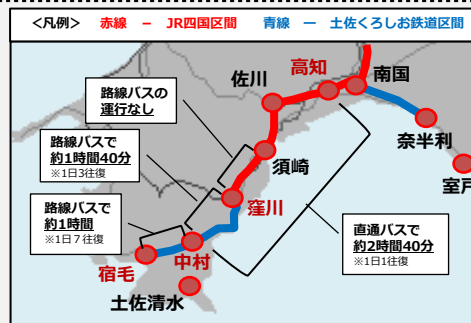 <凡例> 赤線 － JR四国区間 青線 － 土佐くろしお鉄道区間
高知
佐川
南国
路線バスの
運行なし
奈半利
路線バスで
約1時間40分
※1日3往復
須崎
室戸
窪川
路線バスで
約1時間
※1日7往復
直通バスで
約2時間40分
※1日1往復
中村
宿毛
土佐清水